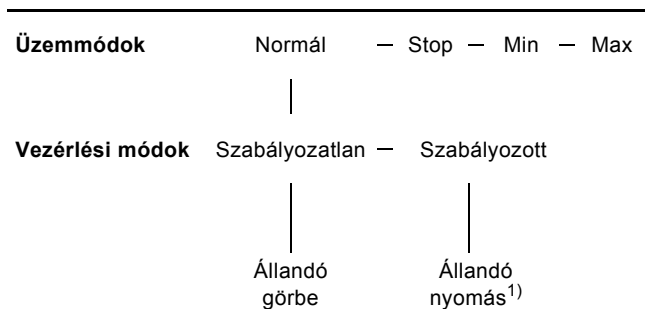 Üzemmódok Normál – Stop – Min – Max
Vezérlési módok Szabályozatlan – Szabályozott
Állandó görbe
Állandó nyomás1)